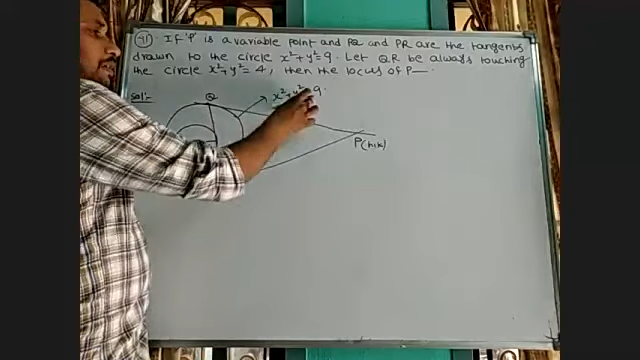 41. If 'P' is a variable point and PQ and PR are the tangents
drawn to the circle x²+y²=9. Let QR be always touching
the circle x²+y²=4, then the locus of P—.
Sol:-
Q
x²+y²=9.
P(h,k)